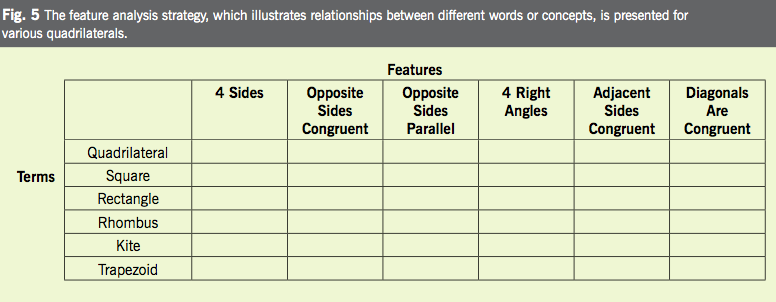 Fig. 5 The feature analysis strategy, which illustrates relationships between different words or concepts, is presented for
various quadrilaterals.
Features
4 Sides
Opposite
Sides
Congruent
Opposite
Sides
Parallel
4 Right
Angles
Adjacent
Sides
Congruent
Diagonals
Are
Congruent
Terms
Quadrilateral
Square
Rectangle
Rhombus
Kite
Trapezoid